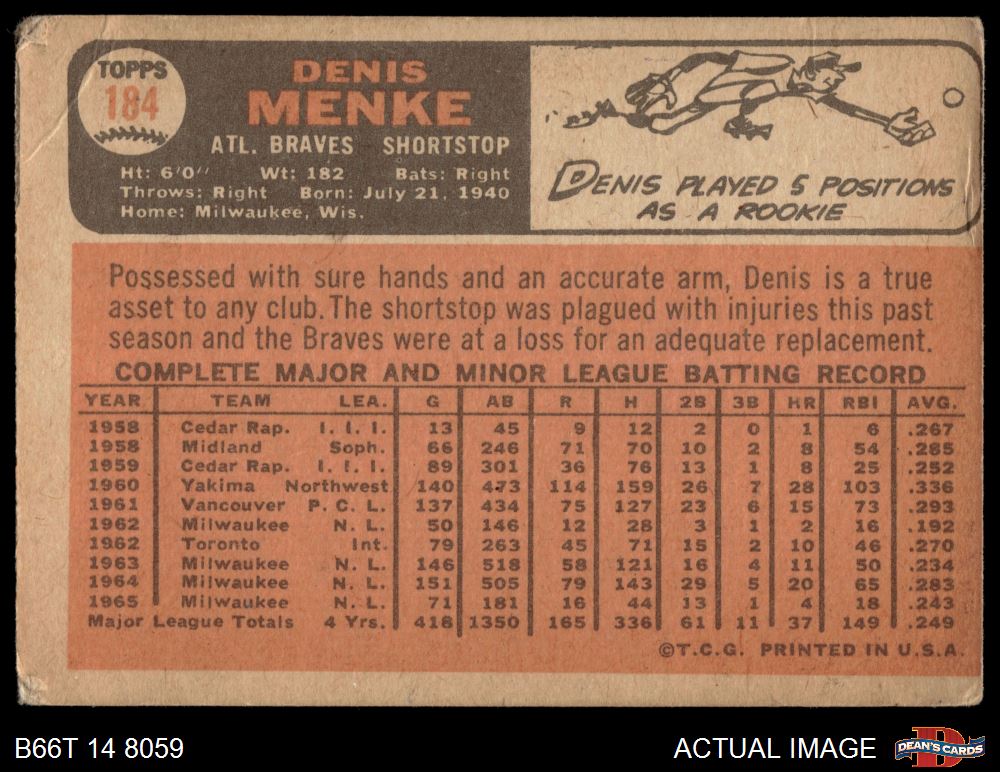 TOPPS
184
DENIS
MENKE
ATL. BRAVES SHORTSTOP
Ht: 6'0" Wt: 182 Bats: Right
Throws: Right Born: July 21, 1940
Home: Milwaukee, Wis.
DENIS PLAYED 5 POSITIONS
AS A ROOKIE
Possessed with sure hands and an accurate arm, Denis is a true
asset to any club. The shortstop was plagued with injuries this past
season and the Braves were at a loss for an adequate replacement.
COMPLETE MAJOR AND MINOR LEAGUE BATTING RECORD
YEAR TEAM LEA. G AB R H 2B 3B HR RBI AVG.
1958 Cedar Rap. I. I. I. 13 45 9 12 2 0 1 6 .267
1958 Midland Soph. 66 246 71 70 10 2 8 54 .285
1959 Cedar Rap. I. I. I. 89 301 36 76 13 1 8 25 .252
1960 Yakima Northwest 140 473 114 159 26 7 28 103 .336
1961 Vancouver P. C. L. 137 434 75 127 23 6 15 73 .293
1962 Milwaukee N. L. 50 146 12 28 3 1 2 16 .192
1962 Toronto Int. 79 263 45 71 15 2 10 46 .270
1963 Milwaukee N. L. 146 518 58 121 16 4 11 50 .234
1964 Milwaukee N. L. 151 505 79 143 29 5 20 65 .283
1965 Milwaukee N. L. 71 181 16 44 13 1 4 18 .243
Major League Totals 4 Yrs. 418 1350 165 336 61 11 37 149 .249
©T.C.G. PRINTED IN U.S.A.
B66T 14 8059
ACTUAL IMAGE
DEAN'S CARDS